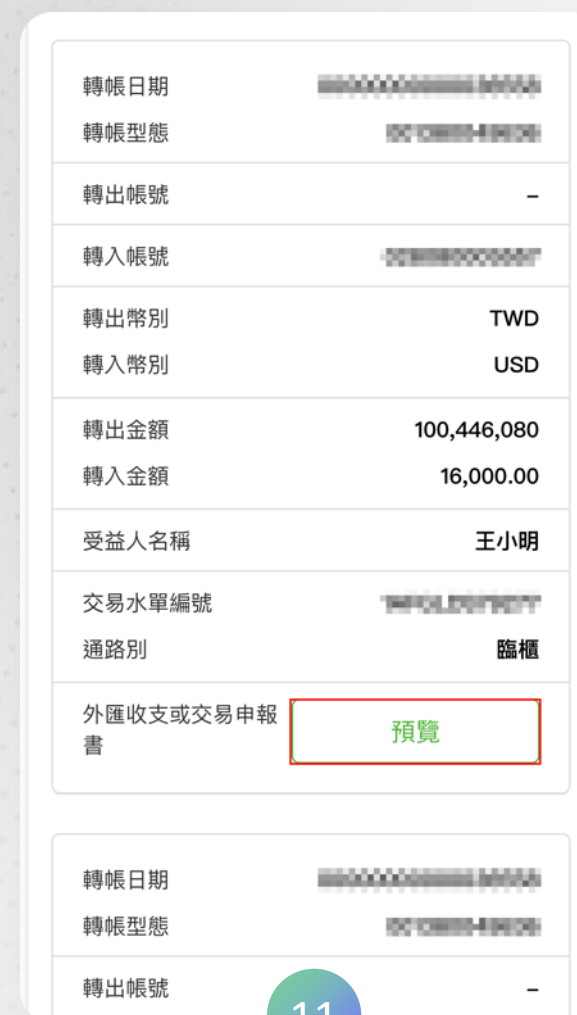 轉帳日期
轉帳型態
轉出帳號 –
轉入帳號
轉出幣別 TWD
轉入幣別 USD
轉出金額 100,446,080
轉入金額 16,000.00
受益人名稱 王小明
交易水單編號
通路別 臨櫃
外匯收支或交易申報
書
預覽
轉帳日期
轉帳型態
轉出帳號 –
11